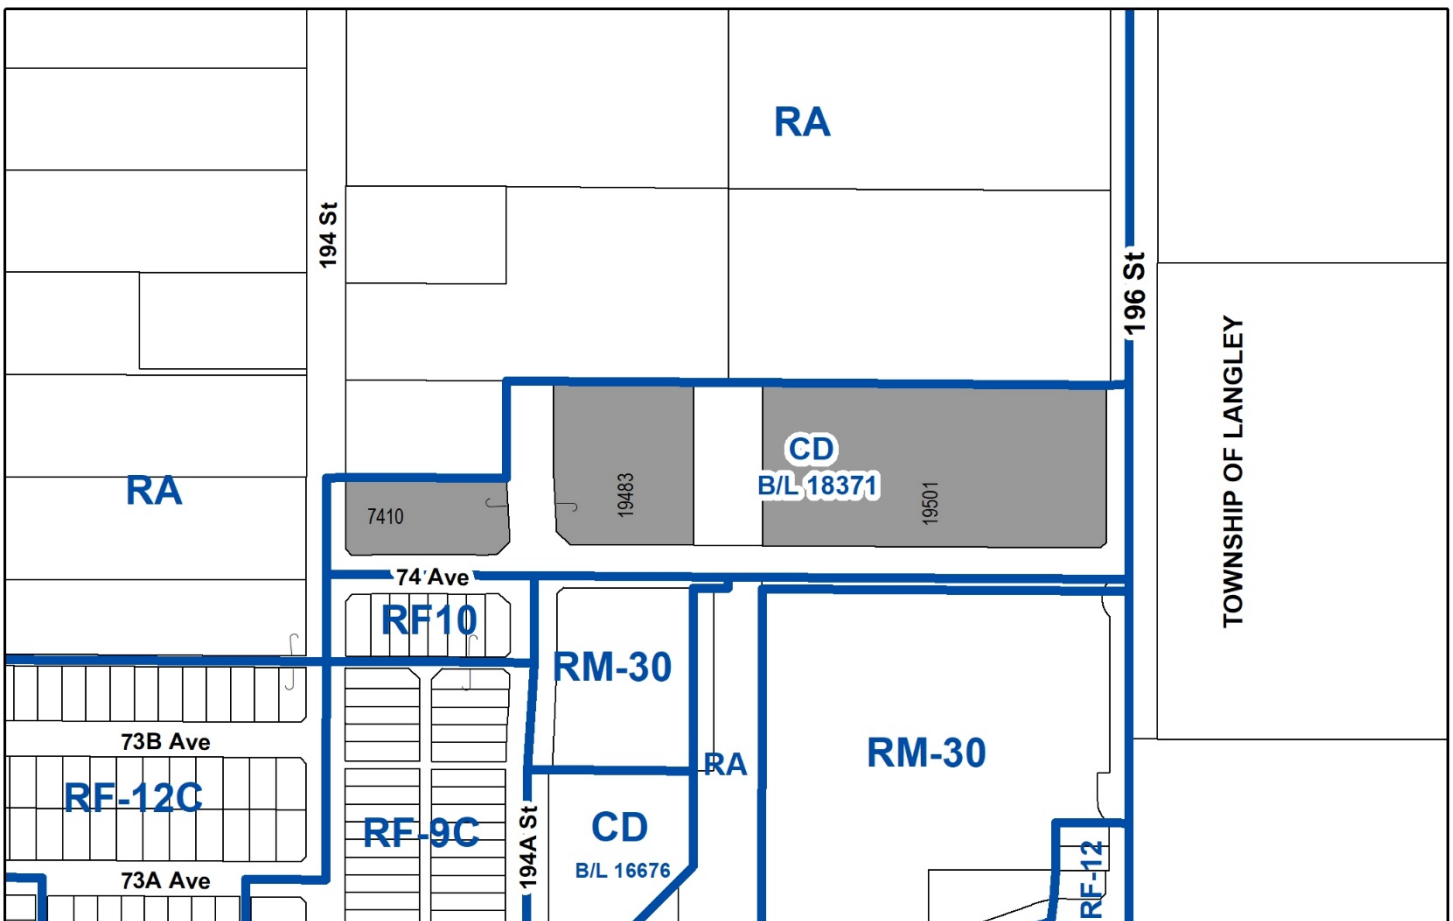 RA
194 St
196 St
TOWNSHIP OF LANGLEY
CD
B/L 18371
19483
19501
RA
7410
74 Ave
RF10
RM-30
73B Ave
RM-30
RA
RF-12C
RF-9C
194A St
CD
B/L 16676
73A Ave
RF-12